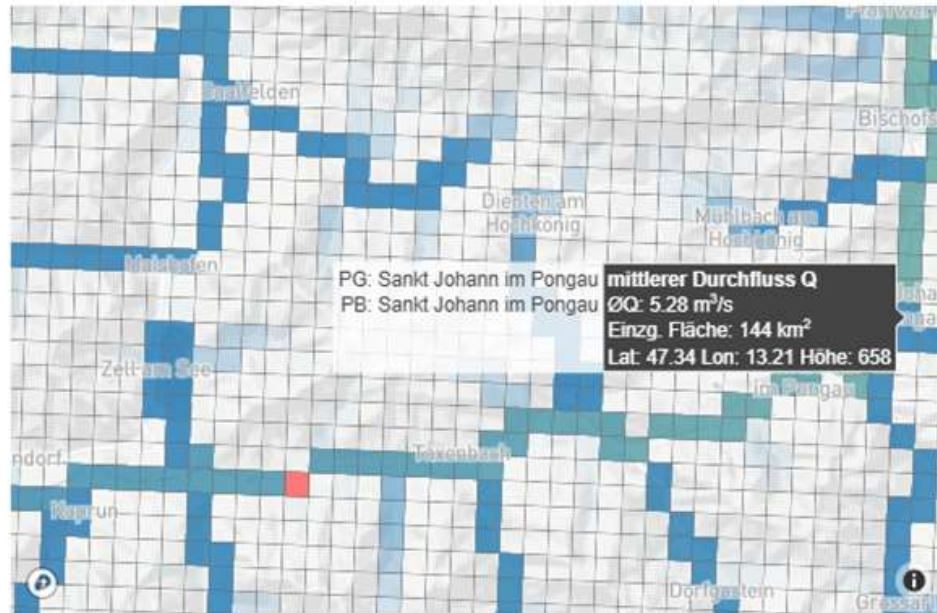 Saalfelden
Bischofs
Dienten am
Hochkönig
Mühlbach am
Hochkönig
Maishofen
PG: Sankt Johann im Pongau
PB: Sankt Johann im Pongau
mittlerer Durchfluss Q
ØQ: 5.28 m³/s
Einzg. Fläche: 144 km²
Lat: 47.34 Lon: 13.21 Höhe: 658
Zell am See
im Pongau
Taxenbach
ndorf
Kaprun
Dorfgastein
Großarl